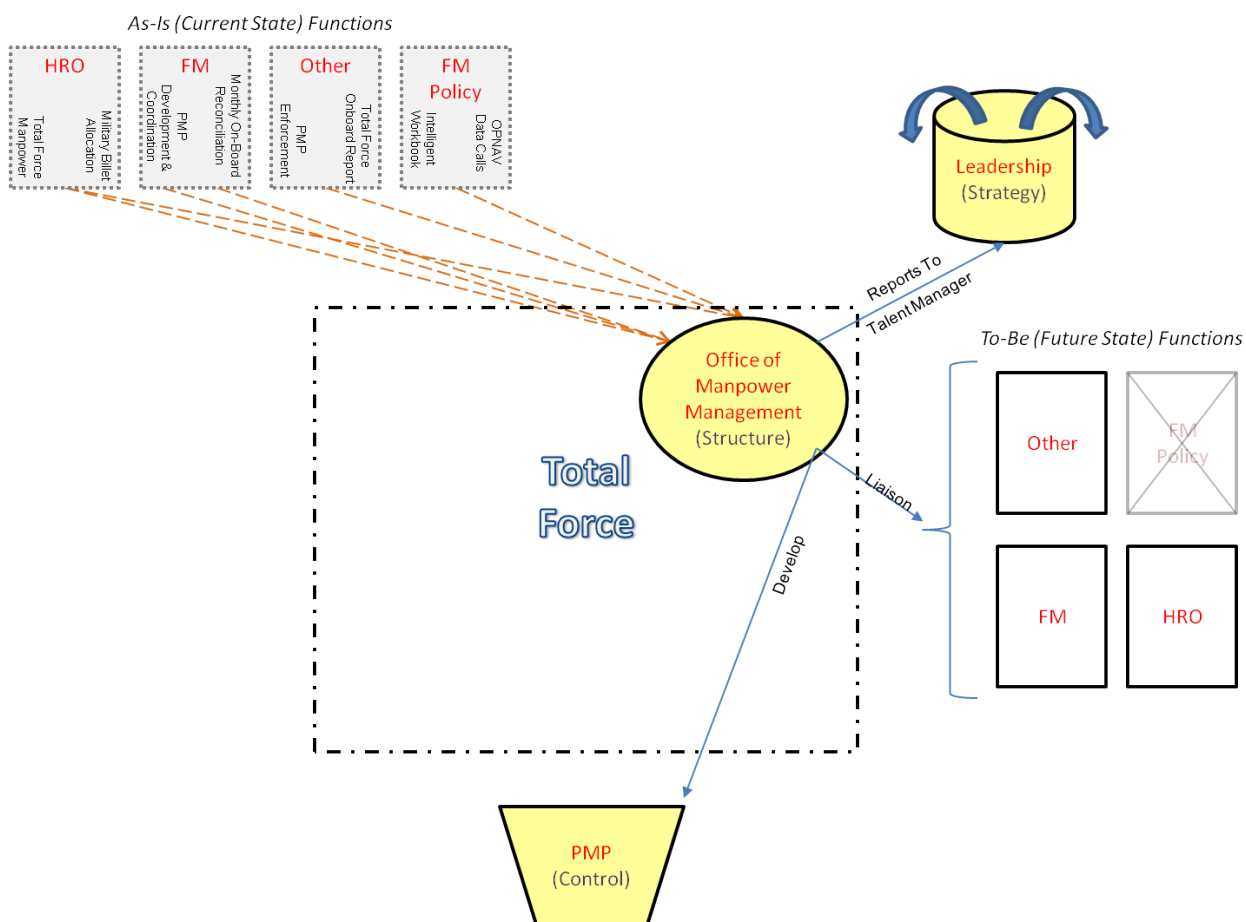 As-Is (Current State) Functions
HRO
Military Billet
Allocation
Total Force
Manpower
FM
Monthly On-Board
Reconciliation
PMP
Development &
Coordination
Other
Total Force
Onboard Report
PMP
Enforcement
FM
Policy
OPNAV
Data Calls
Intelligent
Workbook
Leadership
(Strategy)
Reports To
Talent Manager
To-Be (Future State) Functions
Office of
Manpower
Management
(Structure)
Other
FM
Policy
Liaison
Total
Force
Develop
FM
HRO
PMP
(Control)